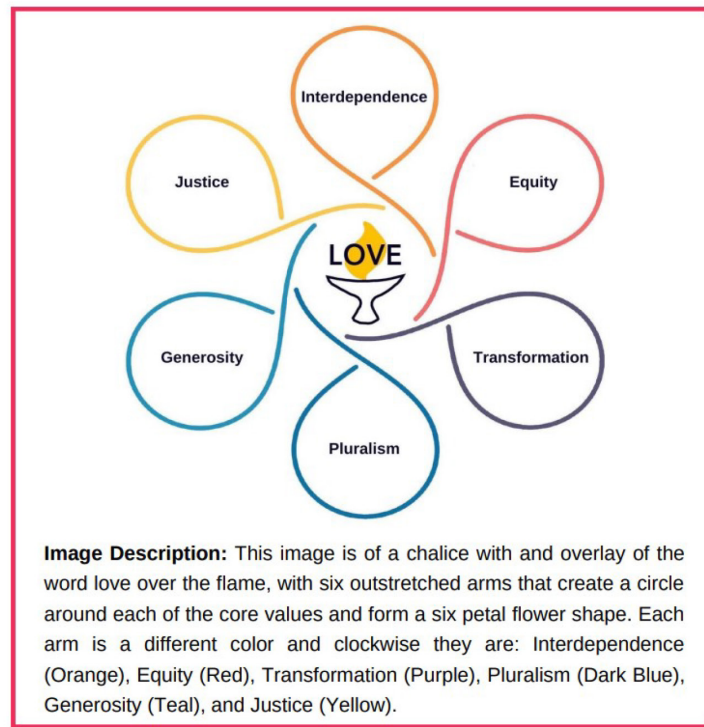 Interdependence
Justice
Equity
LOVE
Generosity
Transformation
Pluralism
Image Description: This image is of a chalice with and overlay of the
word love over the flame, with six outstretched arms that create a circle
around each of the core values and form a six petal flower shape. Each
arm is a different color and clockwise they are: Interdependence
(Orange), Equity (Red), Transformation (Purple), Pluralism (Dark Blue),
Generosity (Teal), and Justice (Yellow).